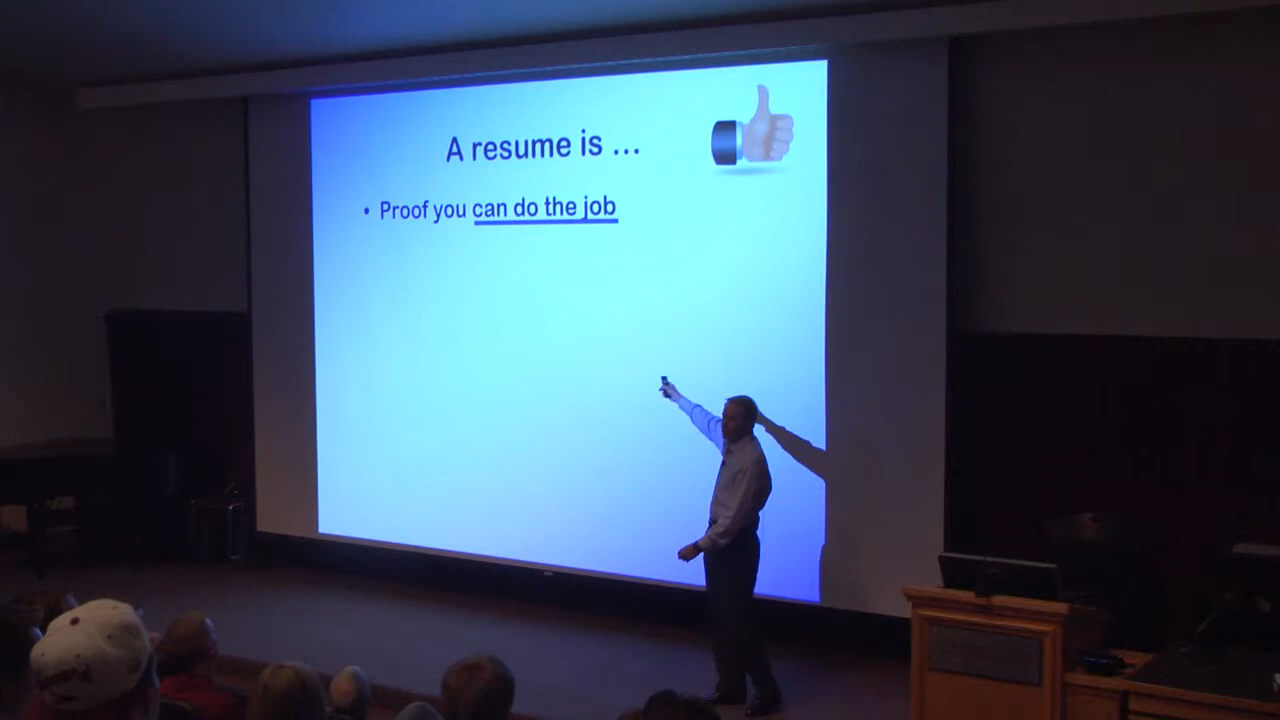 A resume is ...
• Proof you can do the job